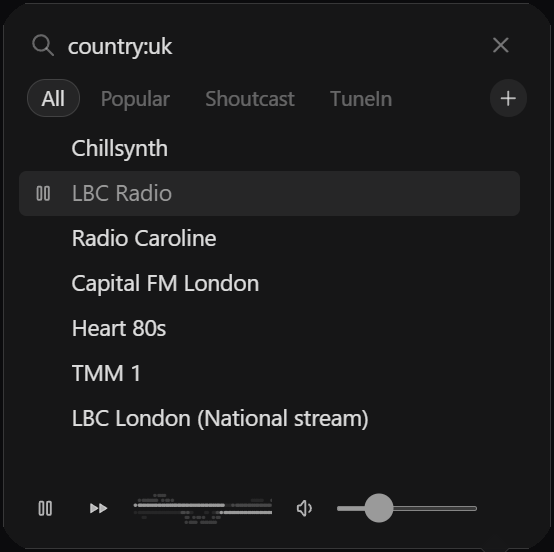 country:uk
All Popular Shoutcast TuneIn
Chillsynth
LBC Radio
Radio Caroline
Capital FM London
Heart 80s
TMM 1
LBC London (National stream)